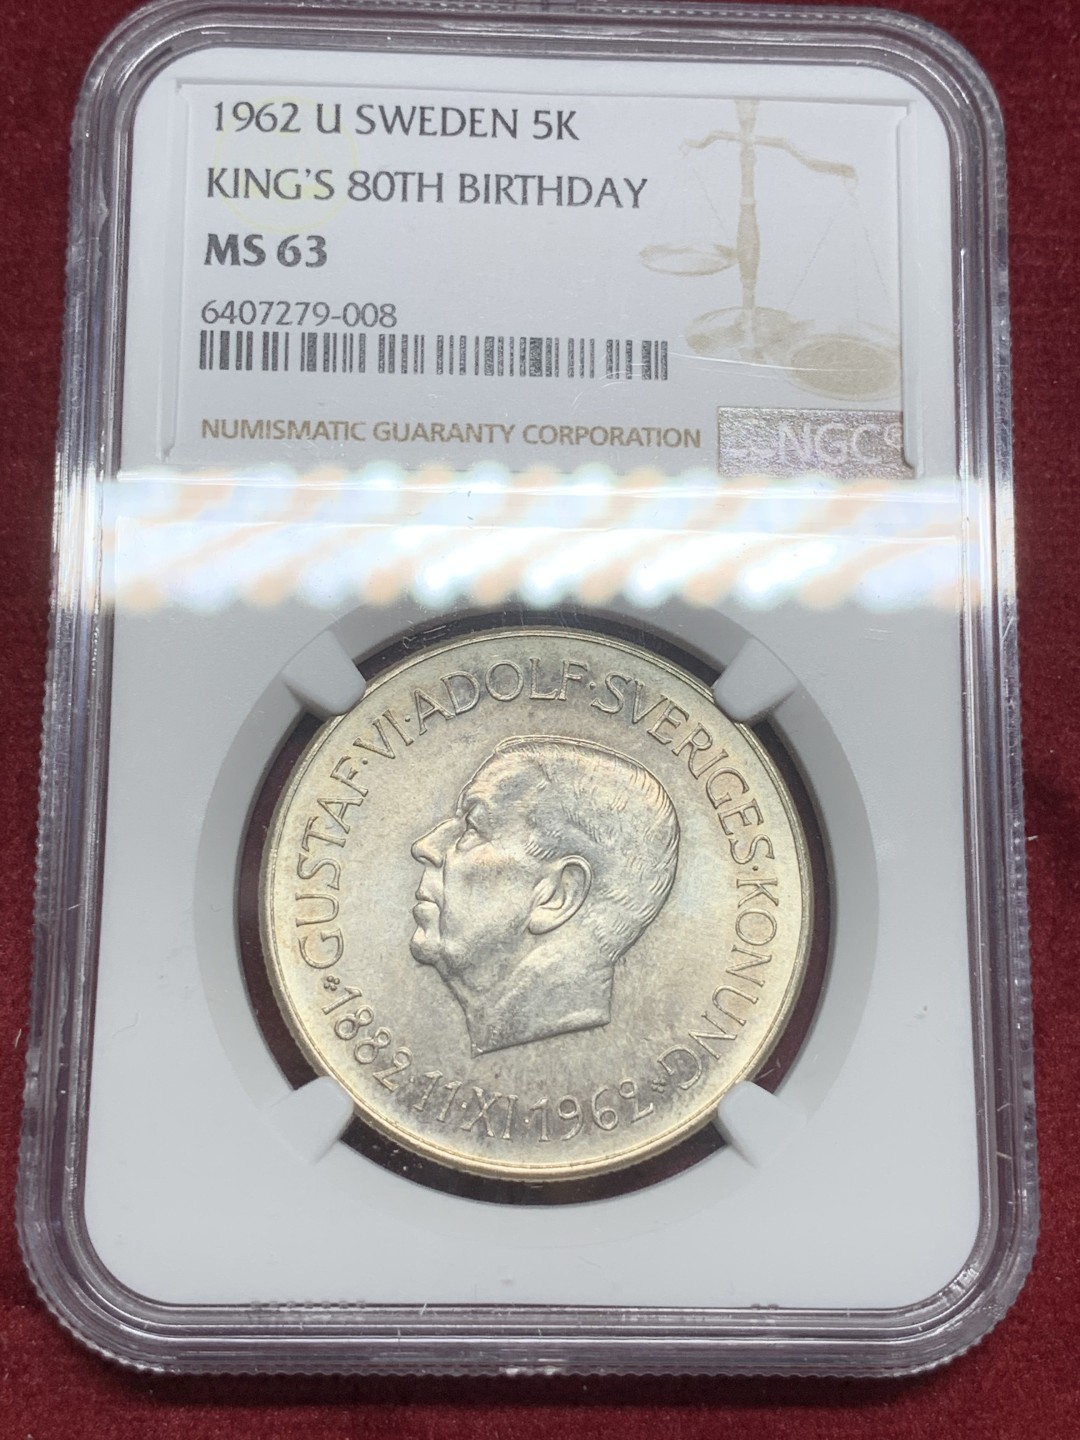 1962 U SWEDEN 5K
KING'S 80TH BIRTHDAY
MS 63
6407279-008
NUMISMATIC GUARANTY CORPORATION
NGC®
GUSTAF·VI·ADOLF·SVERIGES·KONUNG
1882·11·XI·1962